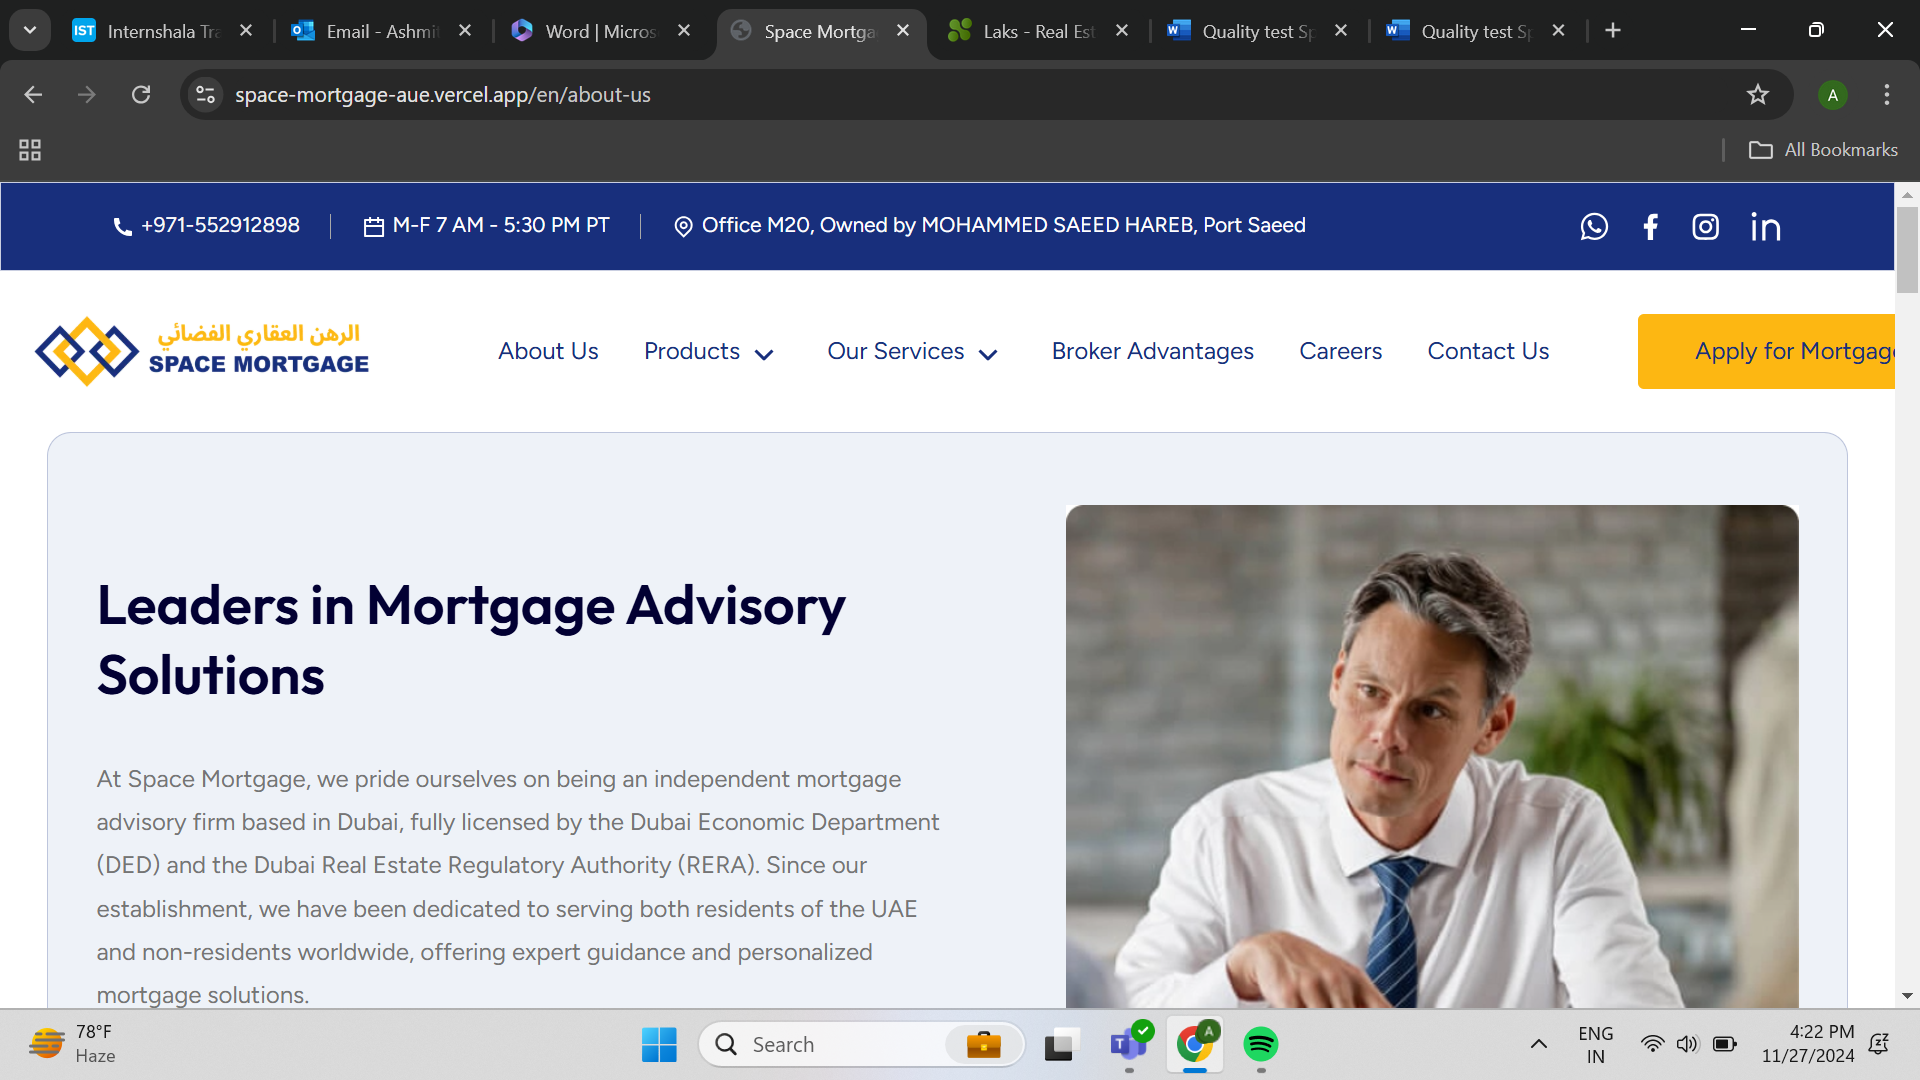 Internshala Tra
Email - Ashmit
Word | Micros
Space Mortga
Laks - Real Est
Quality test Sp
Quality test Sp
space-mortgage-aue.vercel.app/en/about-us
A
All Bookmarks
+971-552912898
M-F 7 AM - 5:30 PM PT
Office M20, Owned by MOHAMMED SAEED HAREB, Port Saeed
الرهن العقاري الفضائي
SPACE MORTGAGE
About Us
Products
Our Services
Broker Advantages
Careers
Contact Us
Apply for Mortgage
Leaders in Mortgage Advisory
Solutions
At Space Mortgage, we pride ourselves on being an independent mortgage
advisory firm based in Dubai, fully licensed by the Dubai Economic Department
(DED) and the Dubai Real Estate Regulatory Authority (RERA). Since our
establishment, we have been dedicated to serving both residents of the UAE
and non-residents worldwide, offering expert guidance and personalized
mortgage solutions.
78°F
Haze
Search
ENG
IN
4:22 PM
11/27/2024